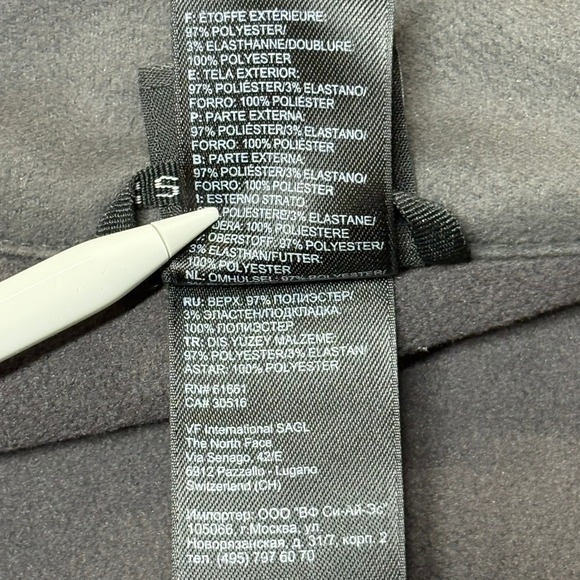 F: ÉTOFFE EXTÉRIEURE:
97% POLYESTER/
3% ELASTHANNE/DOUBLURE:
100% POLYESTER
E: TELA EXTERIOR:
97% POLIÉSTER/3% ELASTANO/
FORRO: 100% POLIÉSTER
P: PARTE EXTERNA:
97% POLIÉSTER/3% ELASTANO/
FORRO: 100% POLIÉSTER
B: PARTE EXTERNA:
97% POLIÉSTER/3% ELASTANO/
FORRO: 100% POLIÉSTER
S
I: ESTERNO STRATO:
POLIESTERE/3% ELASTANE/
100% POLIESTERE
OBERSTOFF: 97% POLYESTER/
3% ELASTHAN/FUTTER:
100% POLYESTER
NL: OMHULSEL: 97% POLYESTER/
RU: ВЕРХ: 97% ПОЛИЭСТЕР/
3% ЭЛАСТЕН/ПОДКЛАДКА:
100% ПОЛИЭСТЕР
TR: DIS YUZEY MALZEME:
97% POLYESTER/3% ELASTAN/
ASTAR: 100% POLYESTER
RN# 61661
CA# 30516
VF International SAGL
The North Face
Via Senago, 42/E
6912 Pazzallo - Lugano
Switzerland (CH)
Импортер: ООО "ВФ Си-Ай-Эс"
105066, г.Москва, ул.
Новорязанская, д. 31/7, корп. 2
тел. (495) 797 60 70